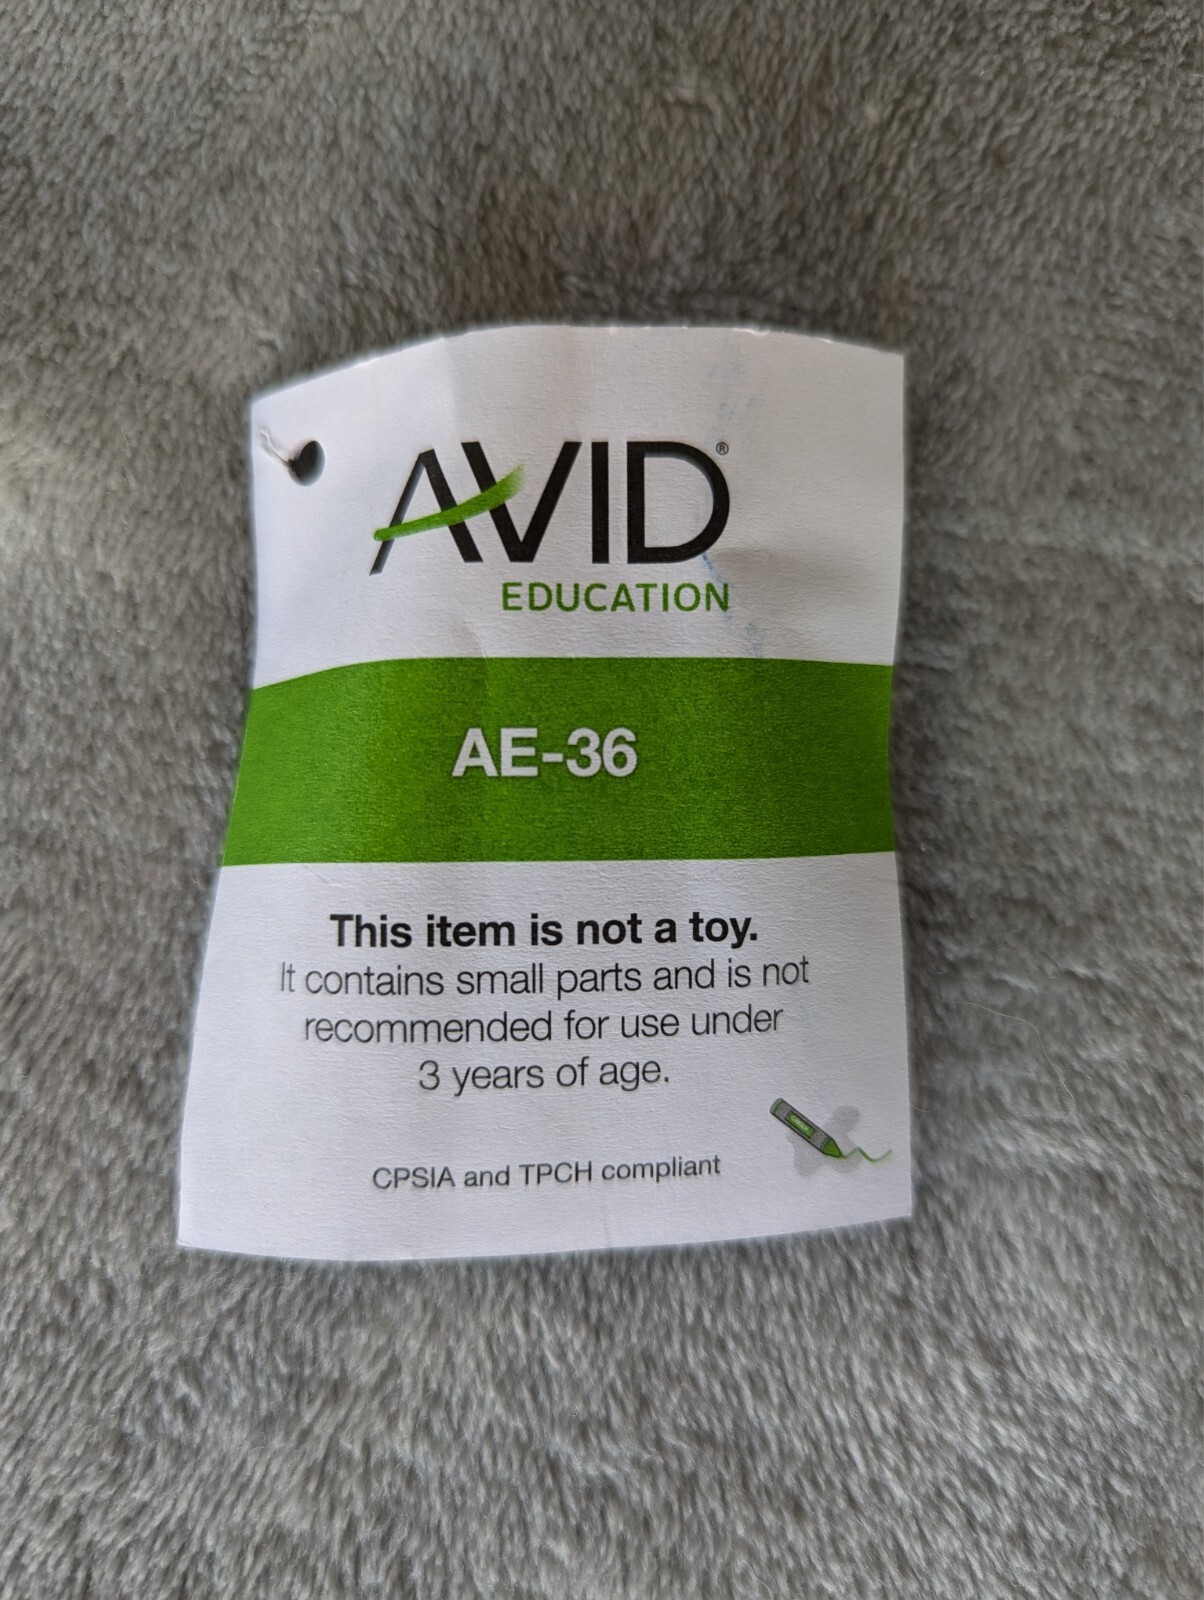 AVID®
EDUCATION
AE-36
This item is not a toy.
It contains small parts and is not
recommended for use under
3 years of age.
CPSIA and TPCH compliant